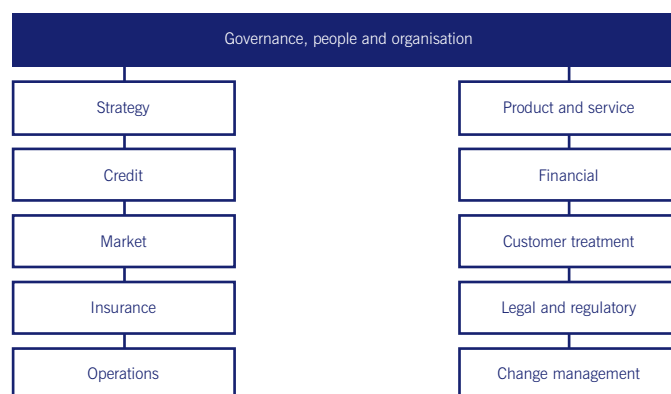 Governance, people and organisation
Strategy
Product and service
Credit
Financial
Market
Customer treatment
Insurance
Legal and regulatory
Operations
Change management